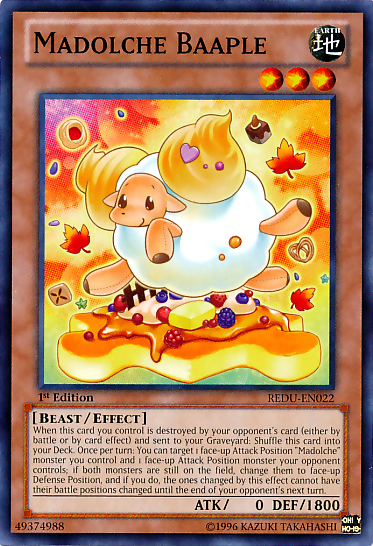 MADOLCHE BAAPLE
EARTH
地
1st Edition
REDU-EN022
[BEAST / EFFECT]
When this card you control is destroyed by your opponent's card (either by
battle or by card effect) and sent to your Graveyard: Shuffle this card into
your Deck. Once per turn: You can target 1 face-up Attack Position "Madolche"
monster you control and 1 face-up Attack Position monster your opponent
controls; if both monsters are still on the field, change them to face-up
Defense Position, and if you do, the ones changed by this effect cannot have
their battle positions changed until the end of your opponent's next turn.
ATK/ 0 DEF/1800
49374988
©1996 KAZUKI TAKAHASHI